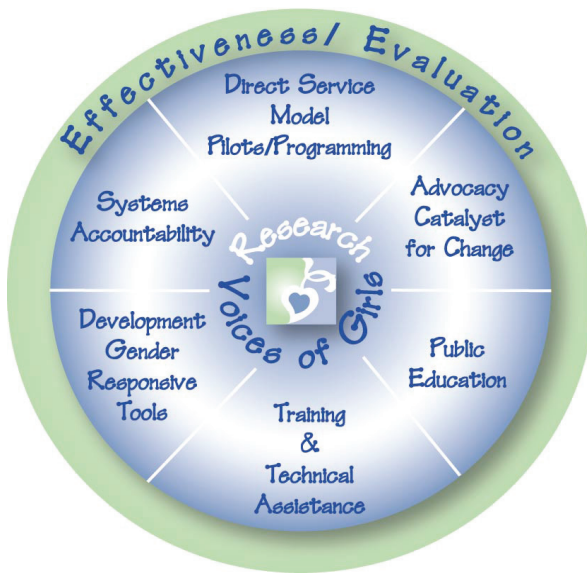 Effectiveness/ Evaluation
Direct Service
Model
Pilots/Programming
Advocacy
Catalyst
for Change
Public
Education
Training
&
Technical
Assistance
Development
Gender
Responsive
Tools
Systems
Accountability
Research
Voices of Girls